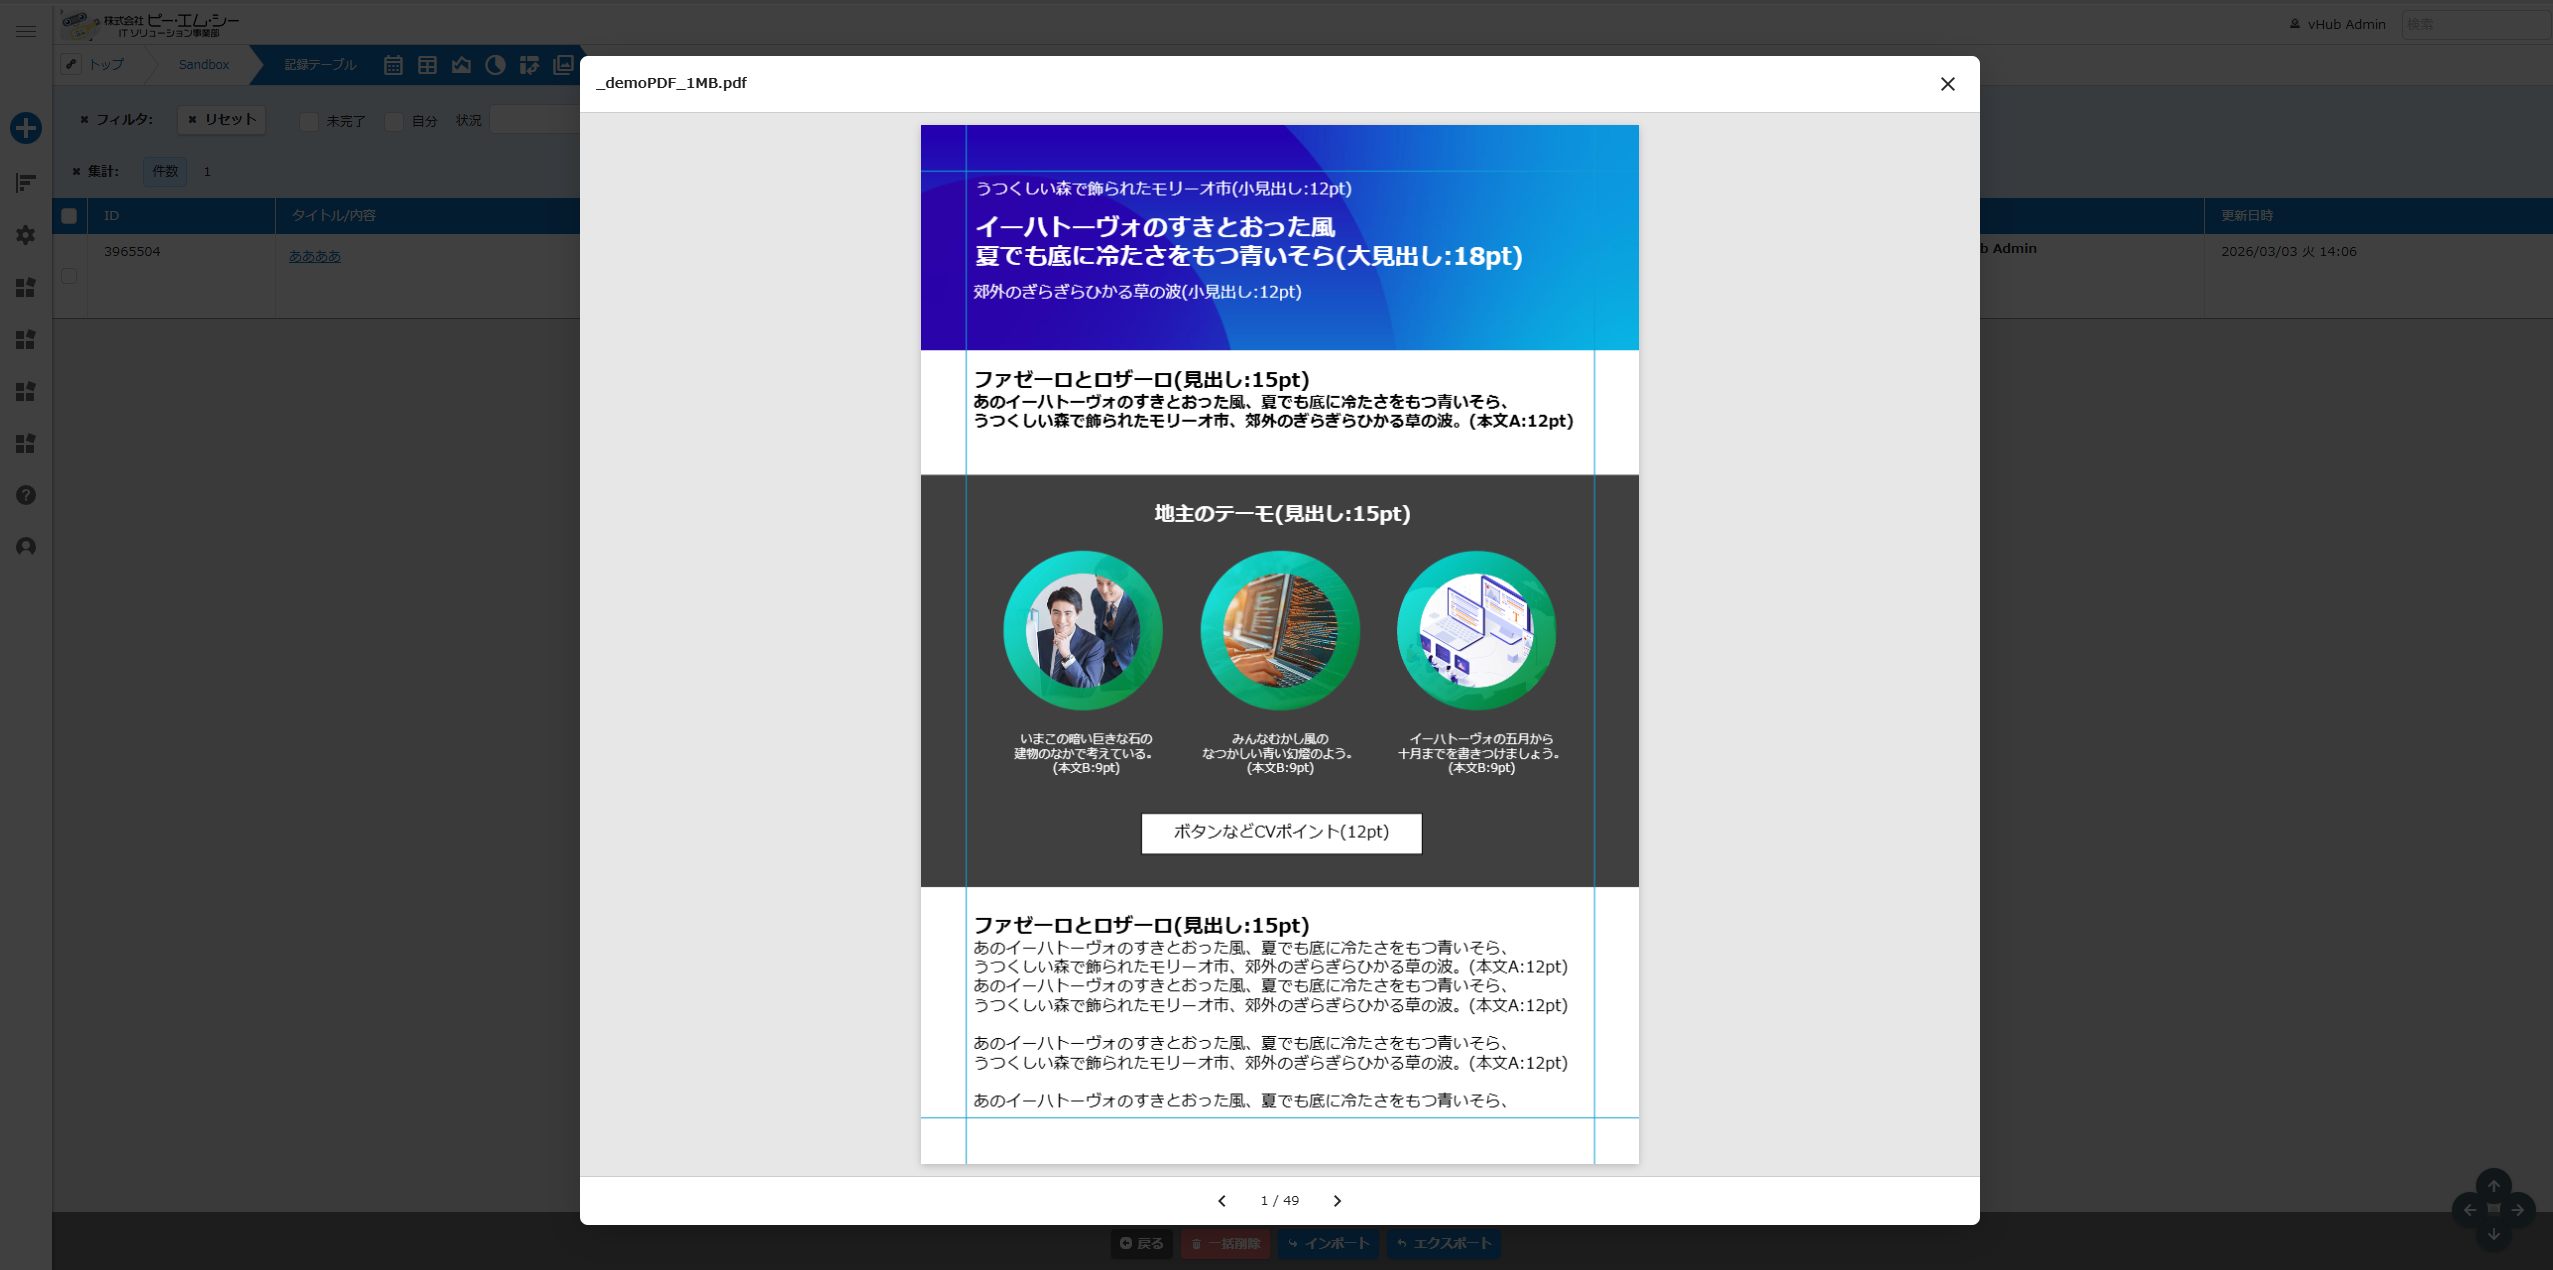 株式会社 ピー・エム・シー
ITソリューション事業部
vHub Admin
検索
トップ
Sandbox
記録テーブル
フィルタ:
リセット
未完了
自分
状況
集計:
件数
1
ID
タイトル/内容
更新日時
3965504
ああああ
b Admin
2026/03/03 火 14:06
_demoPDF_1MB.pdf
うつくしい森で飾られたモリーオ市(小見出し:12pt)
イーハトーヴォのすきとおった風
夏でも底に冷たさをもつ青いそら(大見出し:18pt)
郊外のぎらぎらひかる草の波(小見出し:12pt)
ファゼーロとロザーロ(見出し:15pt)
あのイーハトーヴォのすきとおった風、夏でも底に冷たさをもつ青いそら、
うつくしい森で飾られたモリーオ市、郊外のぎらぎらひかる草の波。(本文A:12pt)
地主のテーモ(見出し:15pt)
いまこの暗い巨きな石の
建物のなかで考えている。
(本文B:9pt)
みんなむかし風の
なつかしい青い幻燈のよう。
(本文B:9pt)
イーハトーヴォの五月から
十月までを書きつけましょう。
(本文B:9pt)
ボタンなどCVポイント(12pt)
ファゼーロとロザーロ(見出し:15pt)
あのイーハトーヴォのすきとおった風、夏でも底に冷たさをもつ青いそら、
うつくしい森で飾られたモリーオ市、郊外のぎらぎらひかる草の波。(本文A:12pt)
あのイーハトーヴォのすきとおった風、夏でも底に冷たさをもつ青いそら、
うつくしい森で飾られたモリーオ市、郊外のぎらぎらひかる草の波。(本文A:12pt)
あのイーハトーヴォのすきとおった風、夏でも底に冷たさをもつ青いそら、
うつくしい森で飾られたモリーオ市、郊外のぎらぎらひかる草の波。(本文A:12pt)
あのイーハトーヴォのすきとおった風、夏でも底に冷たさをもつ青いそら、
1 / 49
戻る
一括削除
インポート
エクスポート